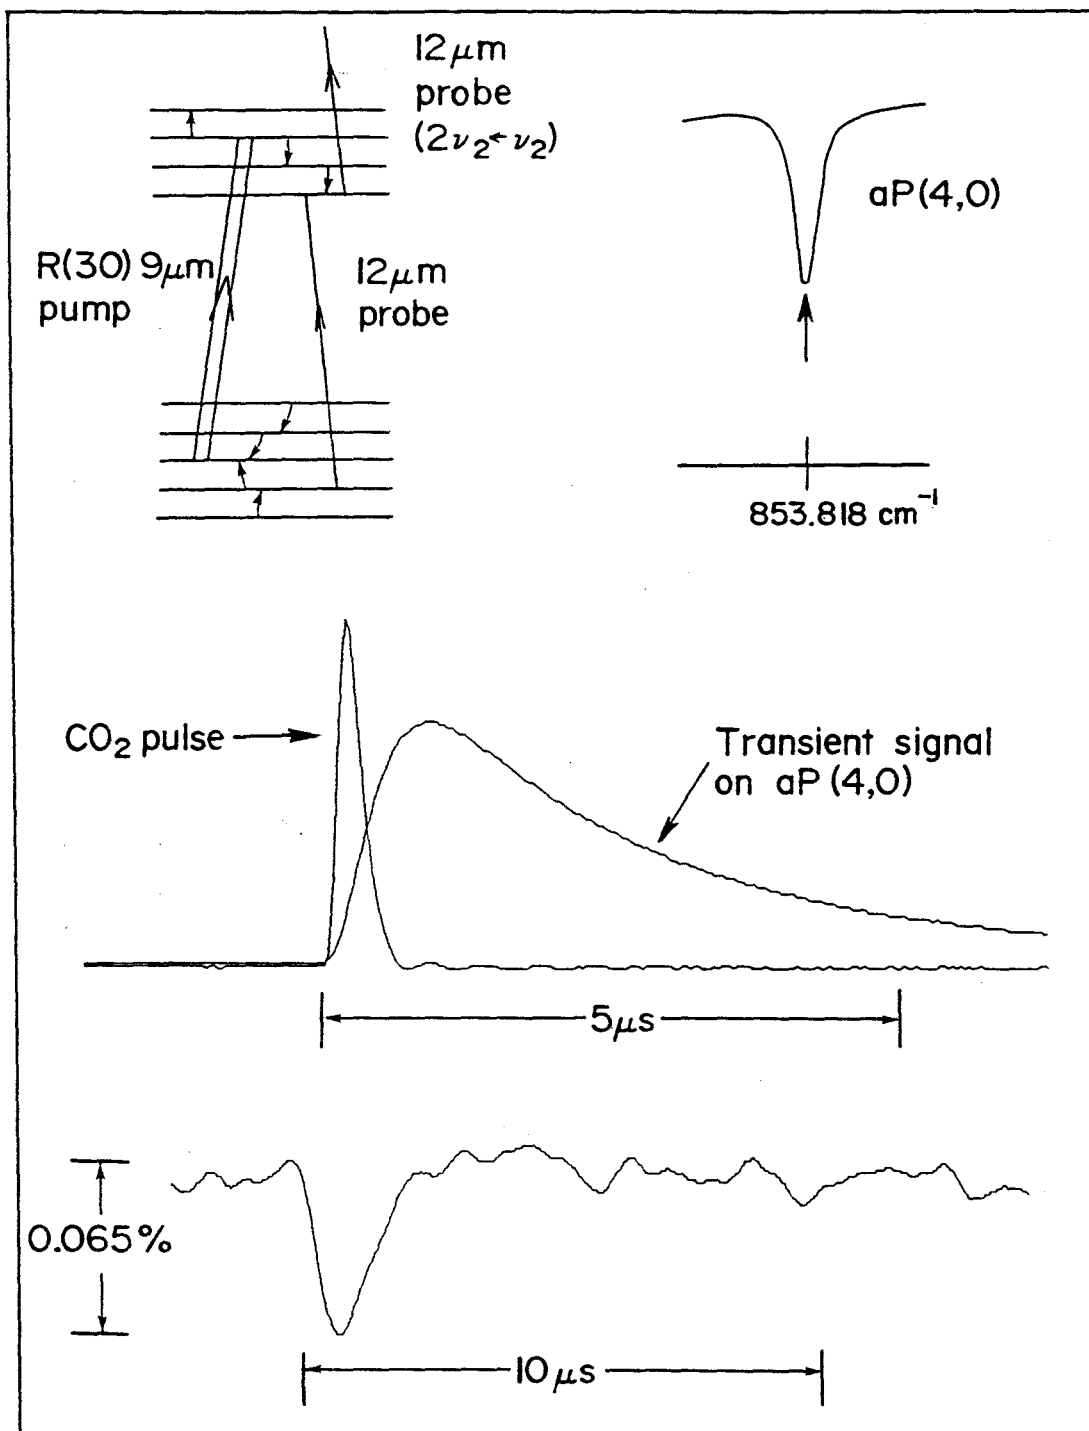 12μm
probe
(2ν₂←ν₂)
aP(4,0)
R(30) 9μm
pump
12μm
probe
853.818 cm⁻¹
CO₂ pulse
Transient signal
on aP(4,0)
5μs
0.065%
10μs